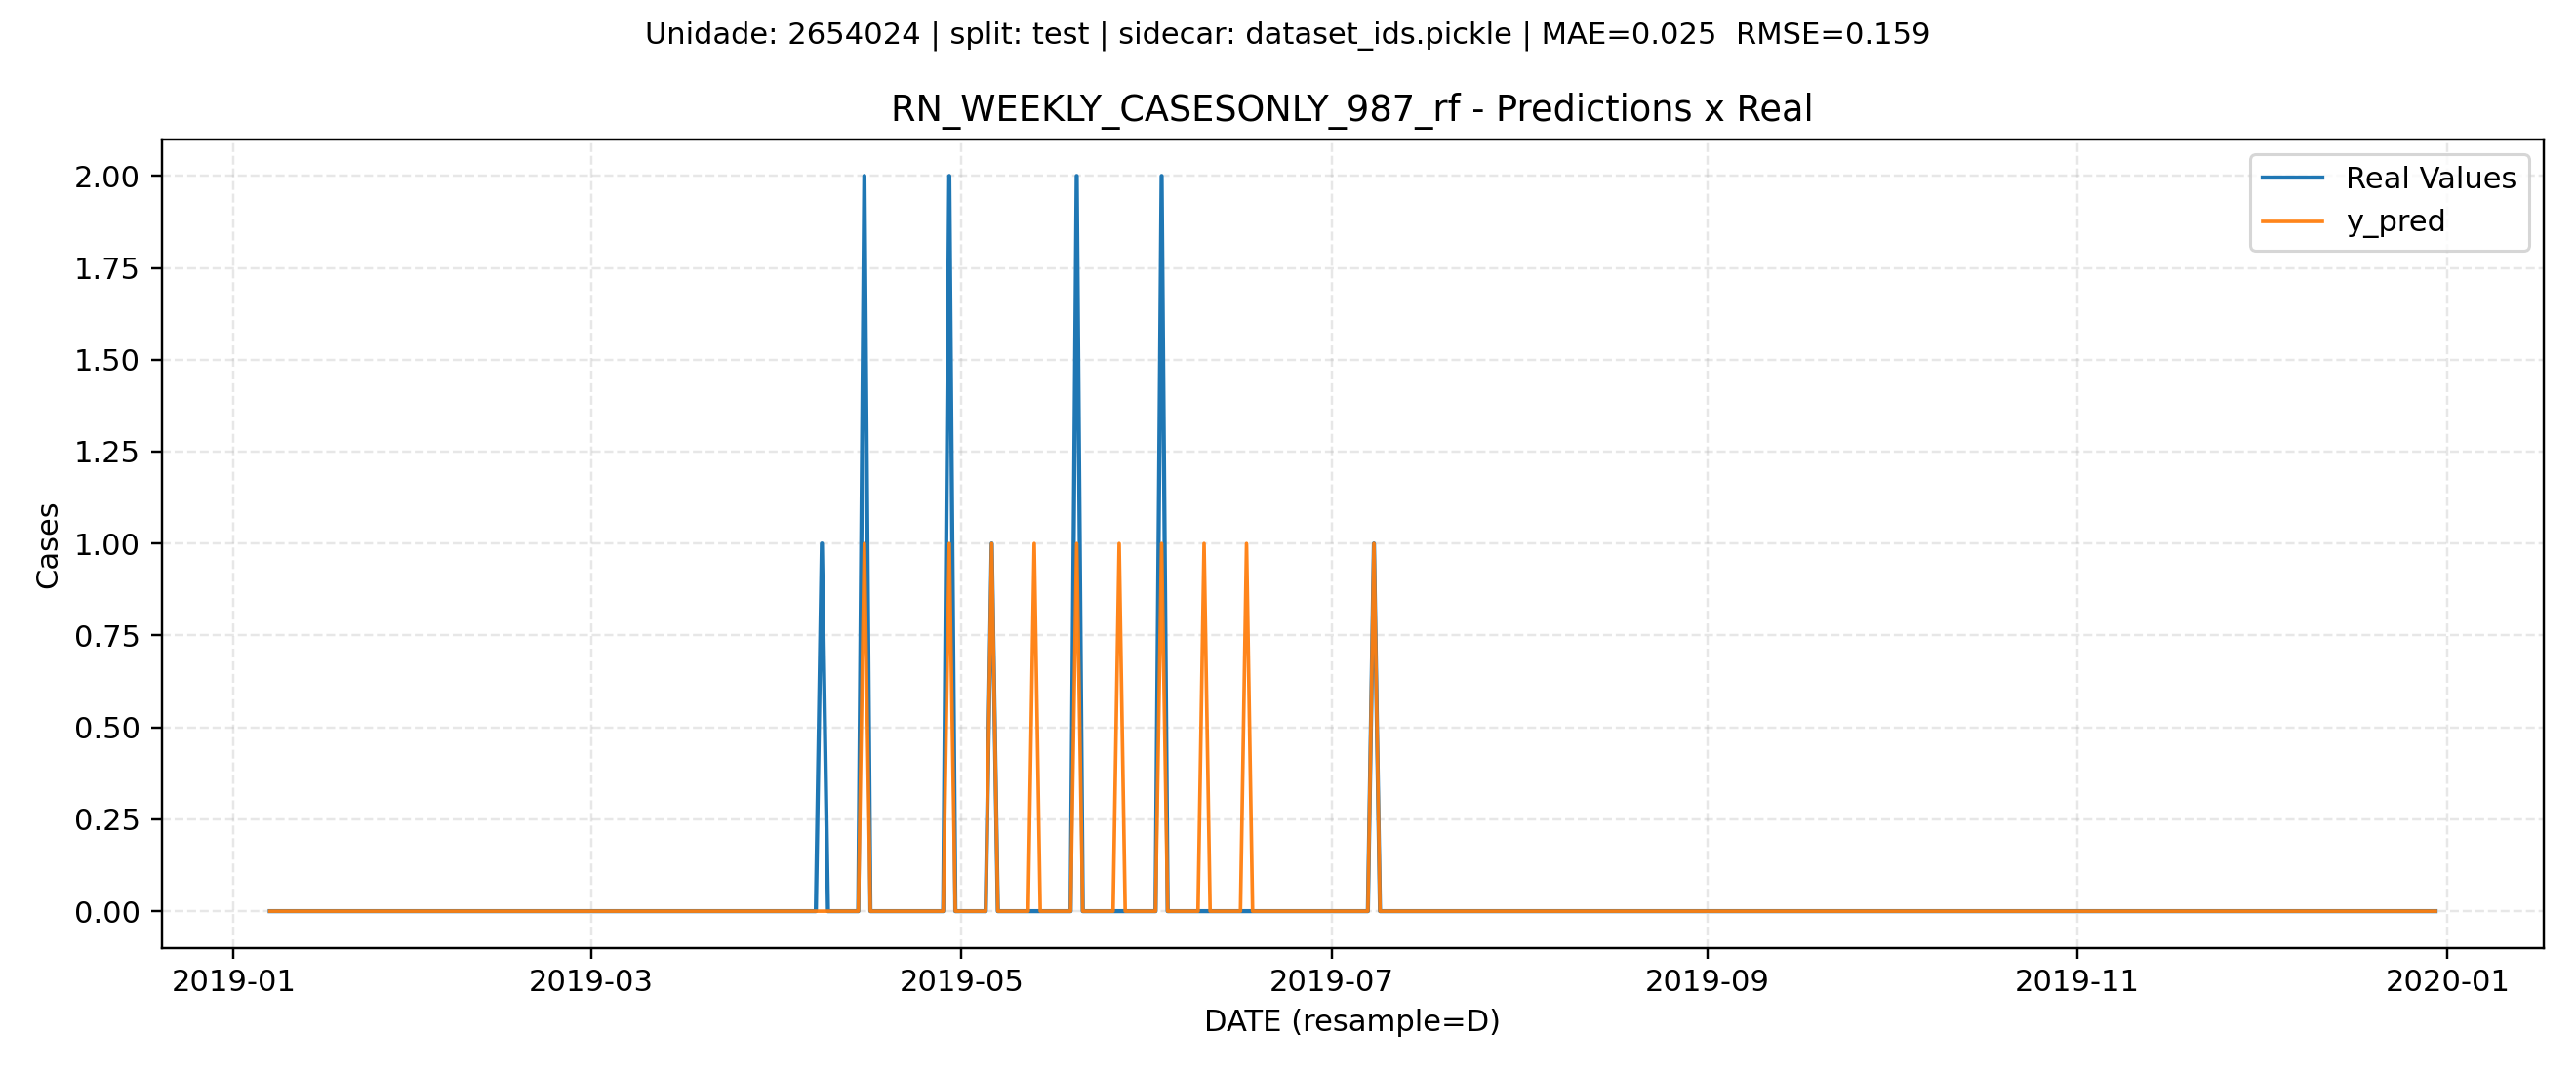 Unidade: 2654024 | split: test | sidecar: dataset_ids.pickle | MAE=0.025  RMSE=0.159
RN_WEEKLY_CASESONLY_987_rf - Predictions x Real
Real Values
y_pred
2.00
1.75
1.50
1.25
1.00
0.75
0.50
0.25
0.00
Cases
2019-01
2019-03
2019-05
2019-07
2019-09
2019-11
2020-01
DATE (resample=D)